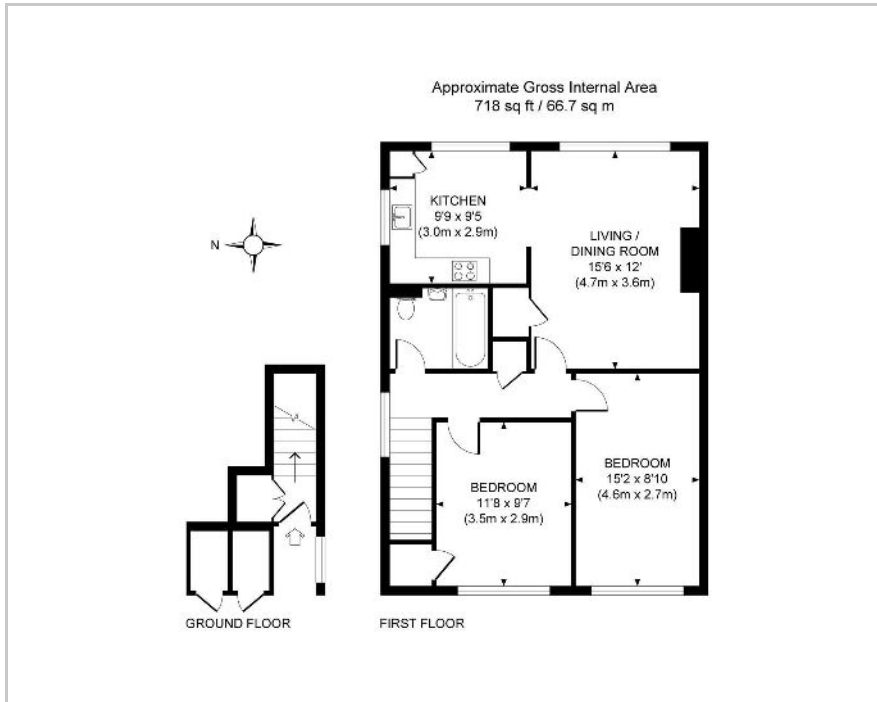 Approximate Gross Internal Area
718 sq ft / 66.7 sq m
KITCHEN
9'9 x 9'5
(3.0m x 2.9m)
LIVING /
DINING ROOM
15'6 x 12'
(4.7m x 3.6m)
N
BEDROOM
15'2 x 8'10
(4.6m x 2.7m)
BEDROOM
11'8 x 9'7
(3.5m x 2.9m)
GROUND FLOOR
FIRST FLOOR